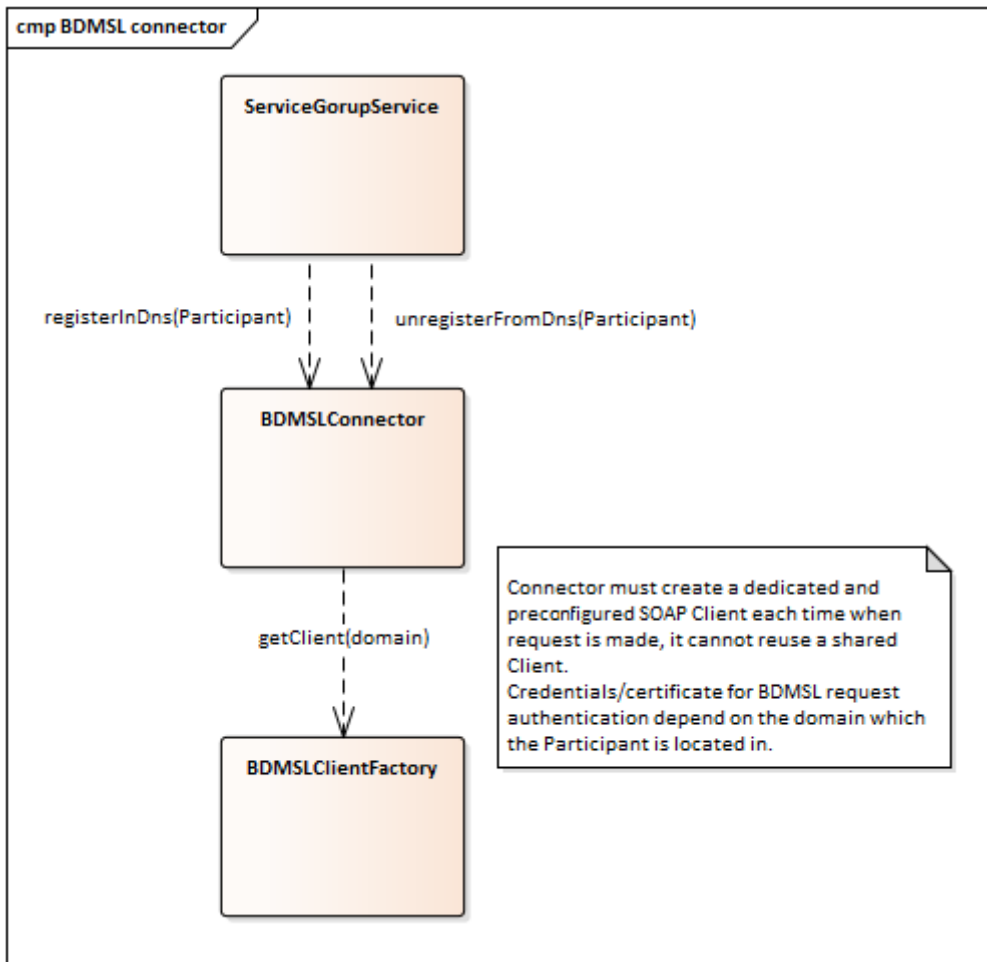 cmp BDMSL connector
ServiceGorupService
registerInDns(Participant)
unregisterFromDns(Participant)
BDMSLConnector
Connector must create a dedicated and
preconfigured SOAP Client each time when
request is made, it cannot reuse a shared
Client.
Credentials/certificate for BDMSL request
authentication depend on the domain which
the Participant is located in.
getClient(domain)
BDMSLClientFactory